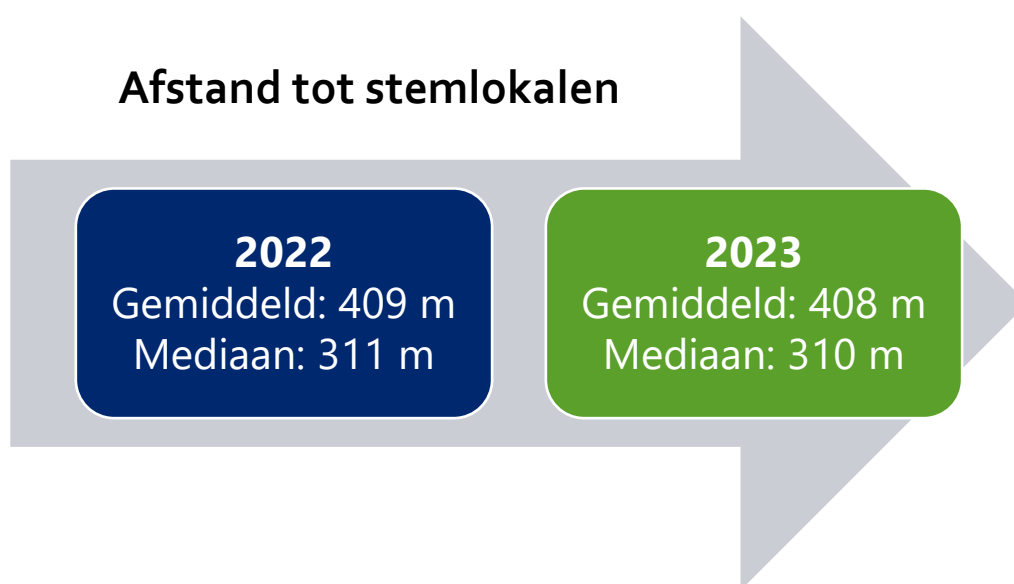 Afstand tot stemlokalen
2022
Gemiddeld: 409 m
Mediaan: 311 m
2023
Gemiddeld: 408 m
Mediaan: 310 m